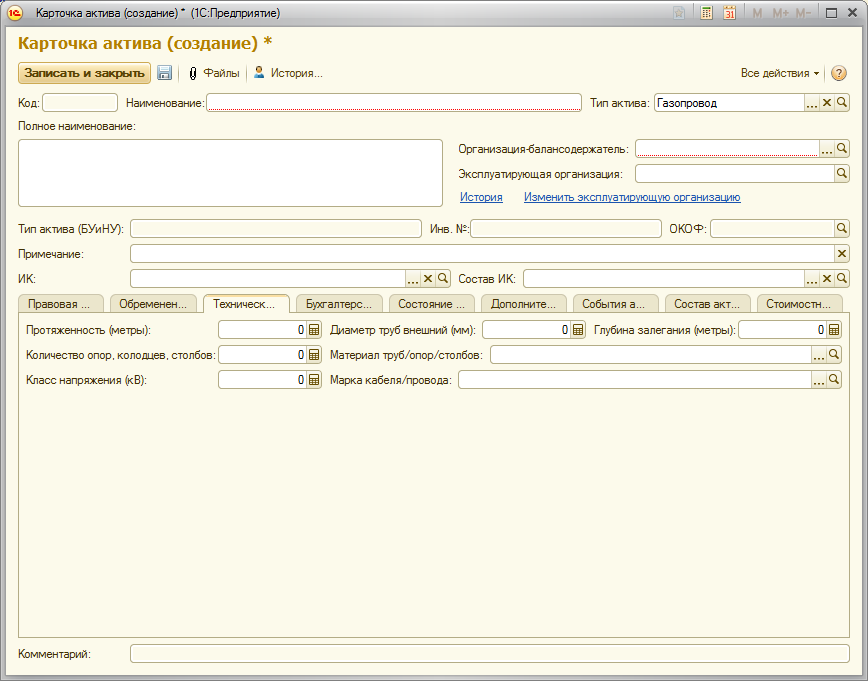 Карточка актива (создание) * (1С:Предприятие)
31 M M+ M-
Карточка актива (создание) *
Записать и закрыть Файлы История... Все действия ?
Код: Наименование: Тип актива: Газопровод ...
Полное наименование:
Организация-балансодержатель: ...
Эксплуатирующая организация:
История Изменить эксплуатирующую организацию
Тип актива (БУиНУ): Инв. №: ОКОФ:
Примечание:
ИК: ... Состав ИК: ...
Правовая ... Обременен... Техническ... Бухгалтерс... Состояние ... Дополните... События а... Состав акт... Стоимостн...
Протяженность (метры): 0 Диаметр труб внешний (мм): 0 Глубина залегания (метры): 0
Количество опор, колодцев, столбов: 0 Материал труб/опор/столбов: ...
Класс напряжения (кВ): 0 Марка кабеля/провода: ...
Комментарий: